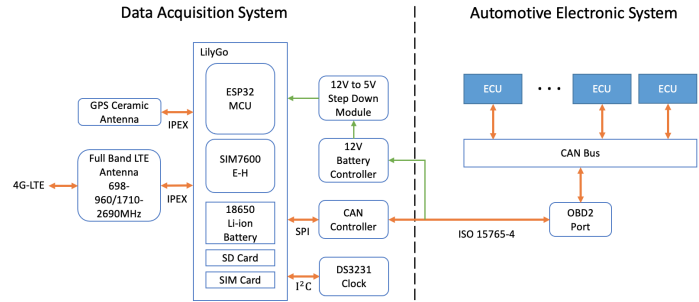 Data Acquisition System
Automotive Electronic System
LilyGo
ESP32
MCU
12V to 5V
Step Down
Module
ECU
. . .
ECU
ECU
GPS Ceramic
Antenna
IPEX
Full Band LTE
Antenna
698-
960/1710-
2690MHz
4G-LTE
IPEX
SIM7600
E-H
12V
Battery
Controller
CAN Bus
18650
Li-ion
Battery
SPI
CAN
Controller
ISO 15765-4
OBD2
Port
SD Card
SIM Card
I²C
DS3231
Clock